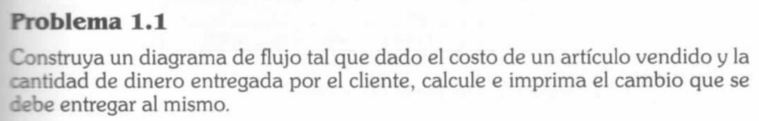 Problema 1.1
Construya un diagrama de flujo tal que dado el costo de un artículo vendido y la
cantidad de dinero entregada por el cliente, calcule e imprima el cambio que se
debe entregar al mismo.